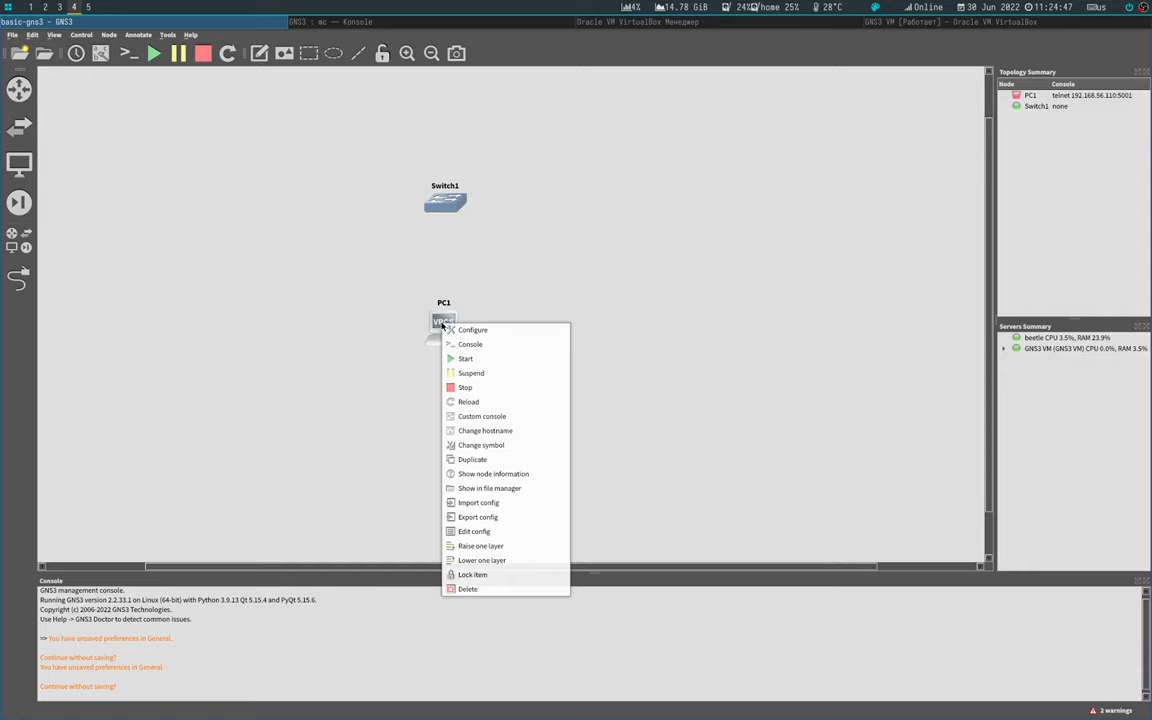 1 2 3 4 5
4% 14.78 GiB 24% /home 25% 28°C Online 30 Jun 2022 11:24:47 us
basic-gns3 - GNS3
GNS3 : mc — Konsole
Oracle VM VirtualBox Менеджер
GNS3 VM [Работает] - Oracle VM VirtualBox
File Edit View Control Node Annotate Tools Help
Topology Summary
Node Console
PC1 telnet 192.168.56.110:5001
Switch1 none
Switch1
PC1
VPCS
Configure
Console
Start
Suspend
Stop
Reload
Custom console
Change hostname
Change symbol
Duplicate
Show node information
Show in file manager
Import config
Export config
Edit config
Raise one layer
Lower one layer
Lock item
Delete
Servers Summary
beetle CPU 3.5%, RAM 23.9%
GNS3 VM (GNS3 VM) CPU 0.0%, RAM 3.5%
Console
GNS3 management console.
Running GNS3 version 2.2.33.1 on Linux (64-bit) with Python 3.9.13 Qt 5.15.4 and PyQt 5.15.6.
Copyright (c) 2006-2022 GNS3 Technologies.
Use Help -> GNS3 Doctor to detect common issues.
=> You have unsaved preferences in General.
Continue without saving?
You have unsaved preferences in General.
Continue without saving?
2 warnings